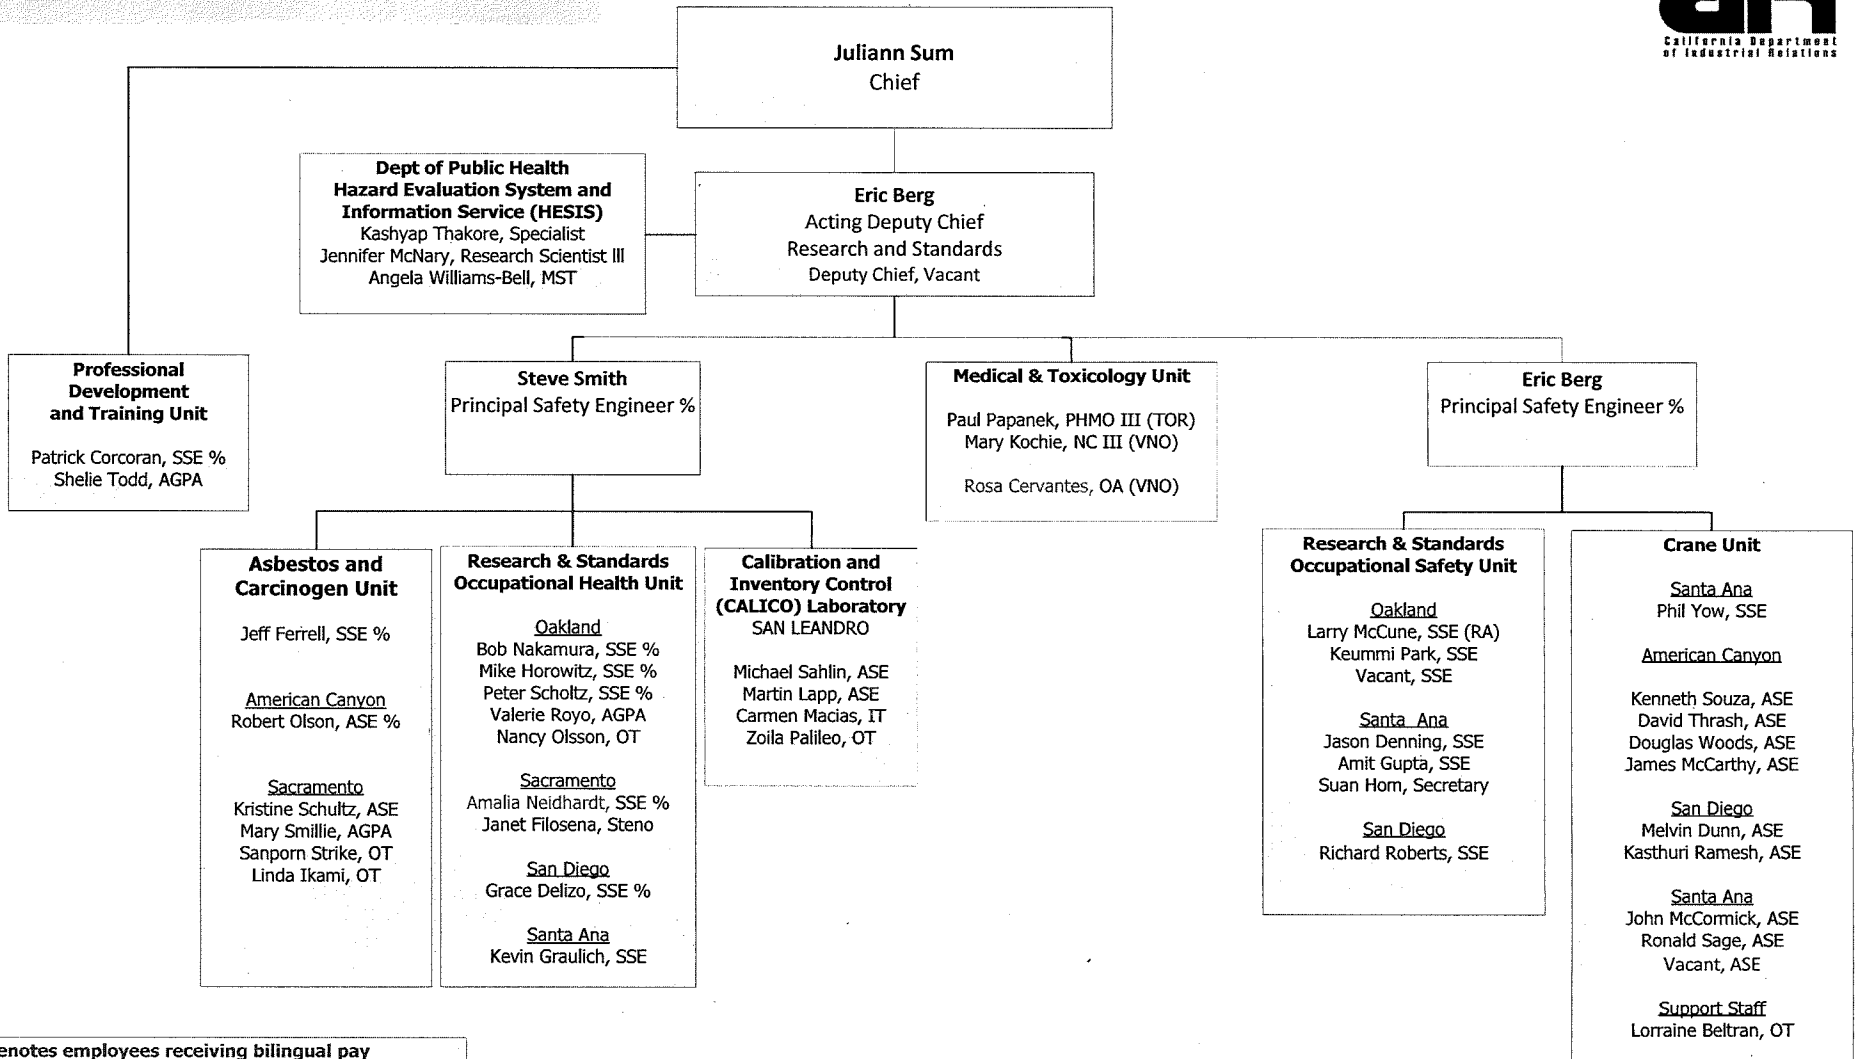 California Department
of Industrial Relations
Juliann Sum
Chief
Dept of Public Health
Hazard Evaluation System and
Information Service (HESIS)
Kashyap Thakore, Specialist
Jennifer McNary, Research Scientist III
Angela Williams-Bell, MST
Eric Berg
Acting Deputy Chief
Research and Standards
Deputy Chief, Vacant
Professional
Development
and Training Unit
Patrick Corcoran, SSE %
Shelie Todd, AGPA
Steve Smith
Principal Safety Engineer %
Medical & Toxicology Unit
Paul Papanek, PHMO III (TOR)
Mary Kochie, NC III (VNO)
Rosa Cervantes, OA (VNO)
Eric Berg
Principal Safety Engineer %
Asbestos and
Carcinogen Unit
Jeff Ferrell, SSE %
American Canyon
Robert Olson, ASE %
Sacramento
Kristine Schultz, ASE
Mary Smillie, AGPA
Sanporn Strike, OT
Linda Ikami, OT
Research & Standards
Occupational Health Unit
Oakland
Bob Nakamura, SSE %
Mike Horowitz, SSE %
Peter Scholtz, SSE %
Valerie Royo, AGPA
Nancy Olsson, OT
Sacramento
Amalia Neidhardt, SSE %
Janet Filosena, Steno
San Diego
Grace Delizo, SSE %
Santa Ana
Kevin Graulich, SSE
Calibration and
Inventory Control
(CALICO) Laboratory
SAN LEANDRO
Michael Sahlin, ASE
Martin Lapp, ASE
Carmen Macias, IT
Zoila Palileo, OT
Research & Standards
Occupational Safety Unit
Oakland
Larry McCune, SSE (RA)
Keummi Park, SSE
Vacant, SSE
Santa Ana
Jason Denning, SSE
Amit Gupta, SSE
Suan Hom, Secretary
San Diego
Richard Roberts, SSE
Crane Unit
Santa Ana
Phil Yow, SSE
American Canyon
Kenneth Souza, ASE
David Thrash, ASE
Douglas Woods, ASE
James McCarthy, ASE
San Diego
Melvin Dunn, ASE
Kasthuri Ramesh, ASE
Santa Ana
John McCormick, ASE
Ronald Sage, ASE
Vacant, ASE
Support Staff
Lorraine Beltran, OT
enotes employees receiving bilingual pay